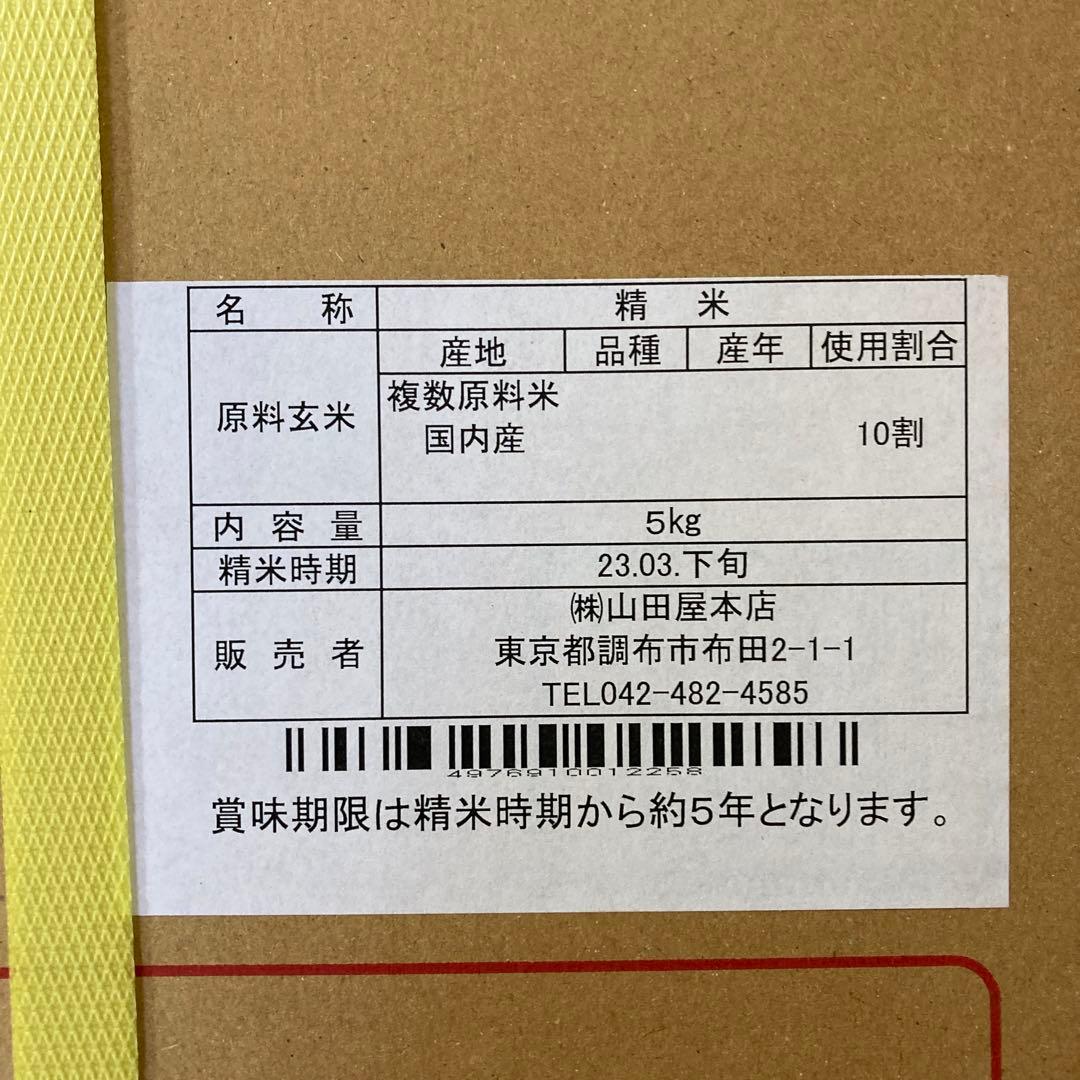 名称 精米
産地 品種 産年 使用割合
原料玄米
複数原料米
国内産 10割
内容量 5kg
精米時期 23.03.下旬
販売者
㈱山田屋本店
東京都調布市布田2-1-1
TEL042-482-4585
4976910012258
賞味期限は精米時期から約5年となります。